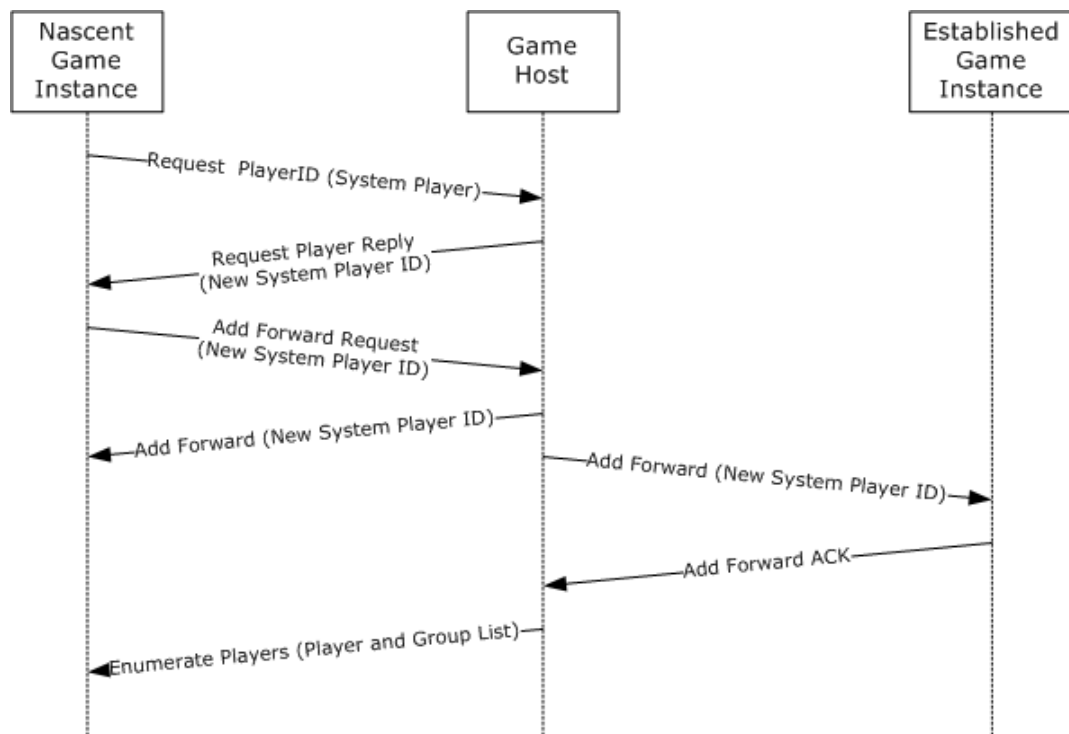 Nascent
Game
Instance
Game
Host
Established
Game
Instance
Request PlayerID (System Player)
Request Player Reply
(New System Player ID)
Add Forward Request
(New System Player ID)
Add Forward (New System Player ID)
Add Forward (New System Player ID)
Add Forward ACK
Enumerate Players (Player and Group List)